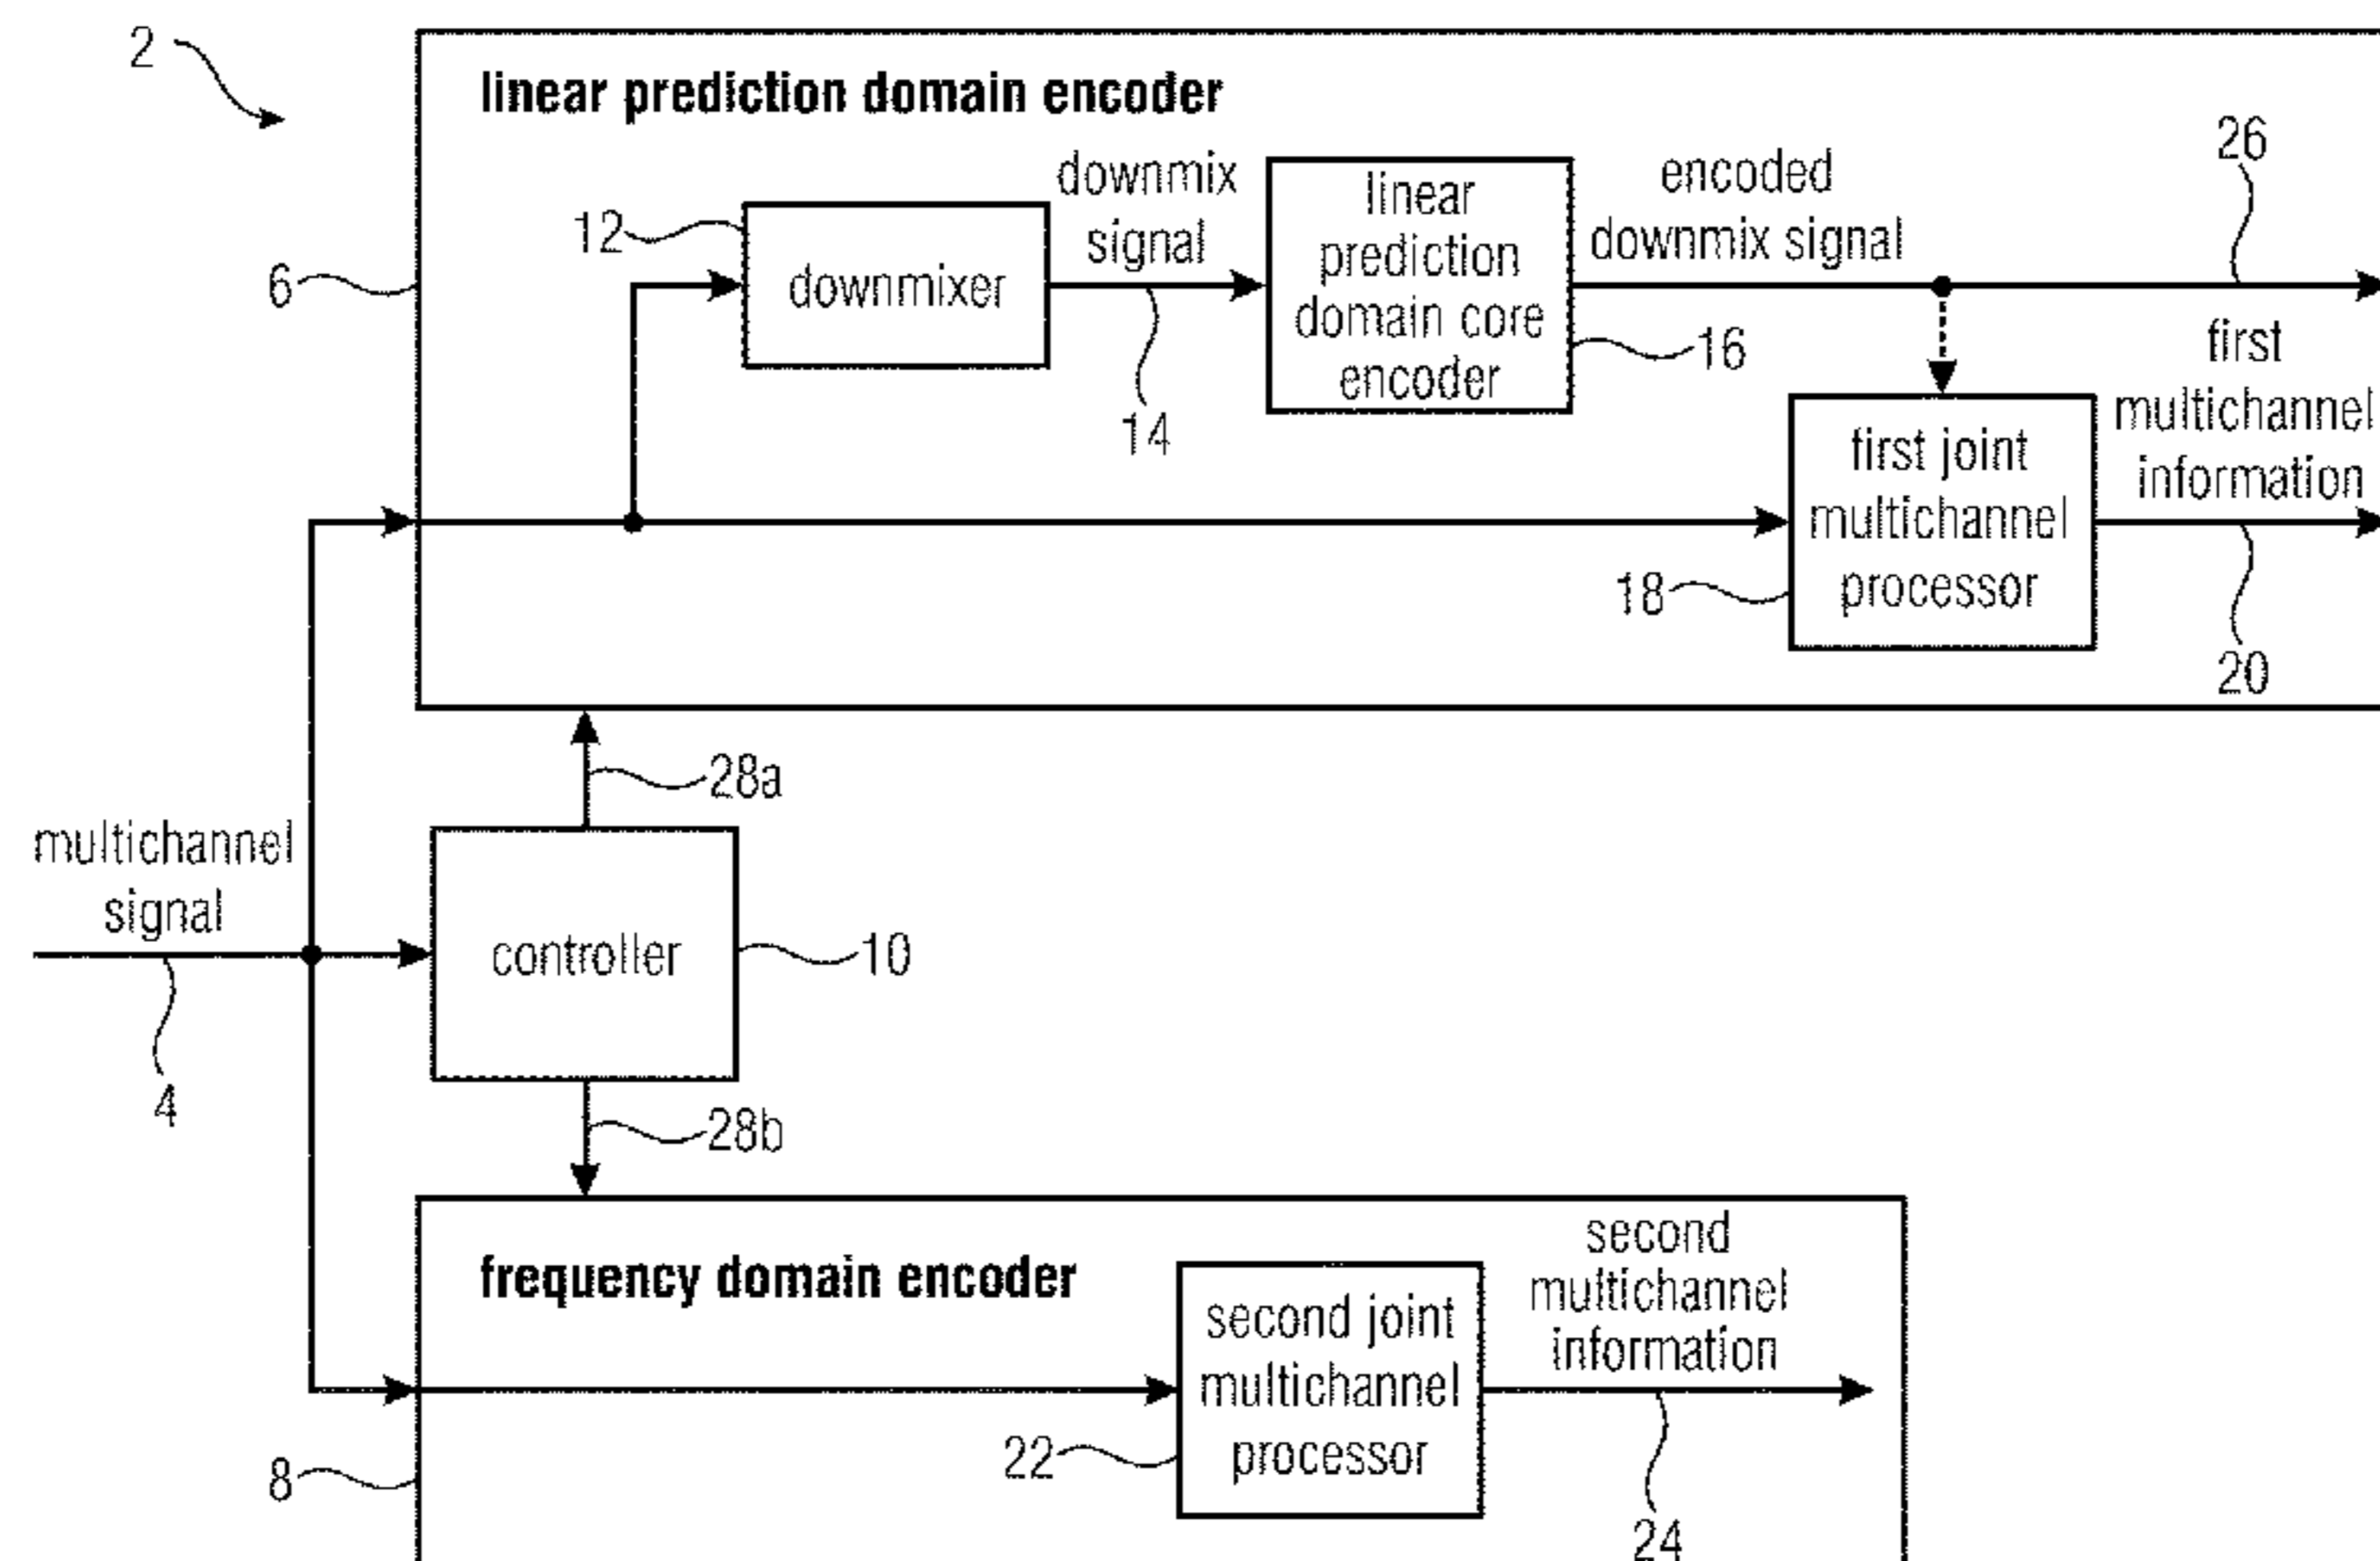 2
linear prediction domain encoder
26
downmix
signal
linear
prediction
domain core
encoder
encoded
downmix signal
12
downmixer
6
16
first
multichannel
information
14
first joint
multichannel
processor
18
20
28a
multichannel
signal
controller
10
4
28b
frequency domain encoder
second
multichannel
information
second joint
multichannel
processor
22
8
24